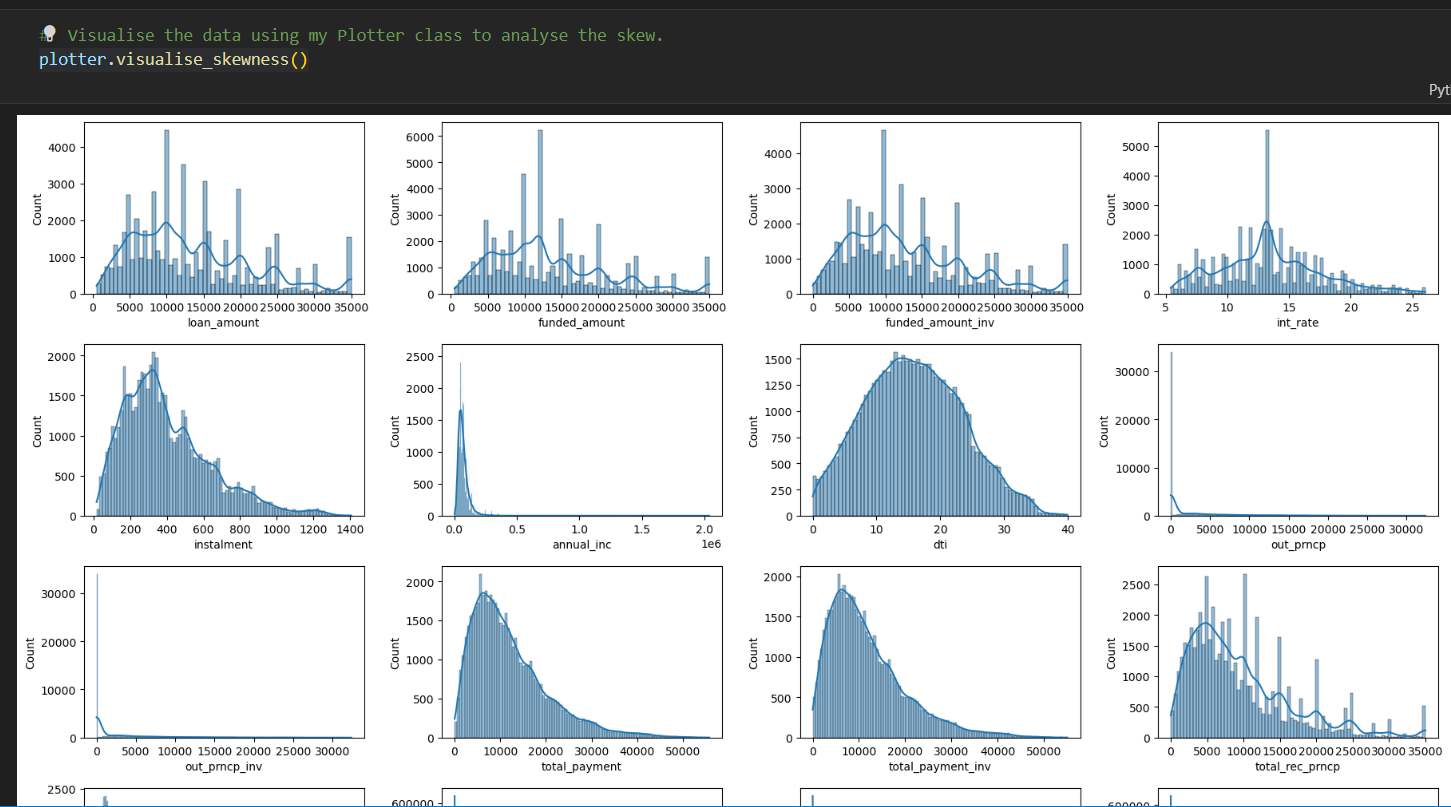 # Visualise the data using my Plotter class to analyse the skew.
plotter.visualise_skewness()
Pyt
4000
3000
2000
1000
0
Count
0 5000 10000 15000 20000 25000 30000 35000
loan_amount
6000
5000
4000
3000
2000
1000
0
Count
0 5000 10000 15000 20000 25000 30000 35000
funded_amount
4000
3000
2000
1000
0
Count
0 5000 10000 15000 20000 25000 30000 35000
funded_amount_inv
5000
4000
3000
2000
1000
0
Count
5 10 15 20 25
int_rate
2000
1500
1000
500
0
Count
0 200 400 600 800 1000 1200 1400
instalment
2500
2000
1500
1000
500
0
Count
0.0 0.5 1.0 1.5 2.0
1e6
annual_inc
1500
1250
1000
750
500
250
0
Count
0 10 20 30 40
dti
30000
20000
10000
0
Count
0 5000 10000 15000 20000 25000 30000
out_prncp
30000
20000
10000
0
Count
0 5000 10000 15000 20000 25000 30000
out_prncp_inv
2000
1500
1000
500
0
Count
0 10000 20000 30000 40000 50000
total_payment
2000
1500
1000
500
0
Count
0 10000 20000 30000 40000 50000
total_payment_inv
2500
2000
1500
1000
500
0
Count
0 5000 10000 15000 20000 25000 30000 35000
total_rec_prncp
2500
600000